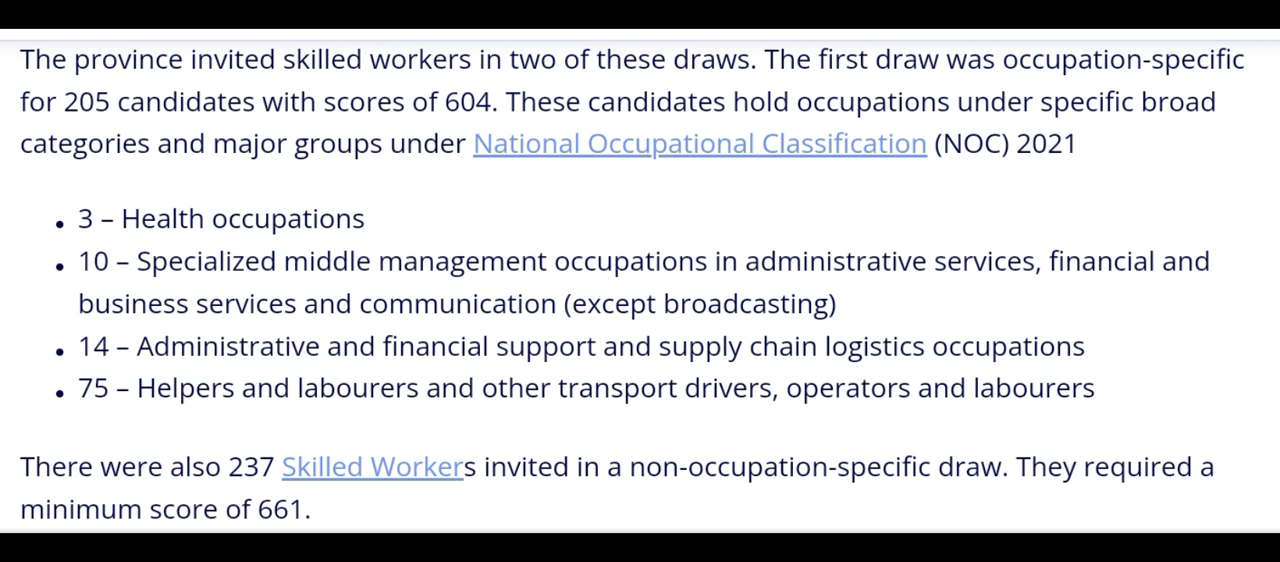 The province invited skilled workers in two of these draws. The first draw was occupation-specific
for 205 candidates with scores of 604. These candidates hold occupations under specific broad
categories and major groups under National Occupational Classification (NOC) 2021
• 3 – Health occupations
• 10 – Specialized middle management occupations in administrative services, financial and
business services and communication (except broadcasting)
• 14 – Administrative and financial support and supply chain logistics occupations
• 75 – Helpers and labourers and other transport drivers, operators and labourers
There were also 237 Skilled Workers invited in a non-occupation-specific draw. They required a
minimum score of 661.